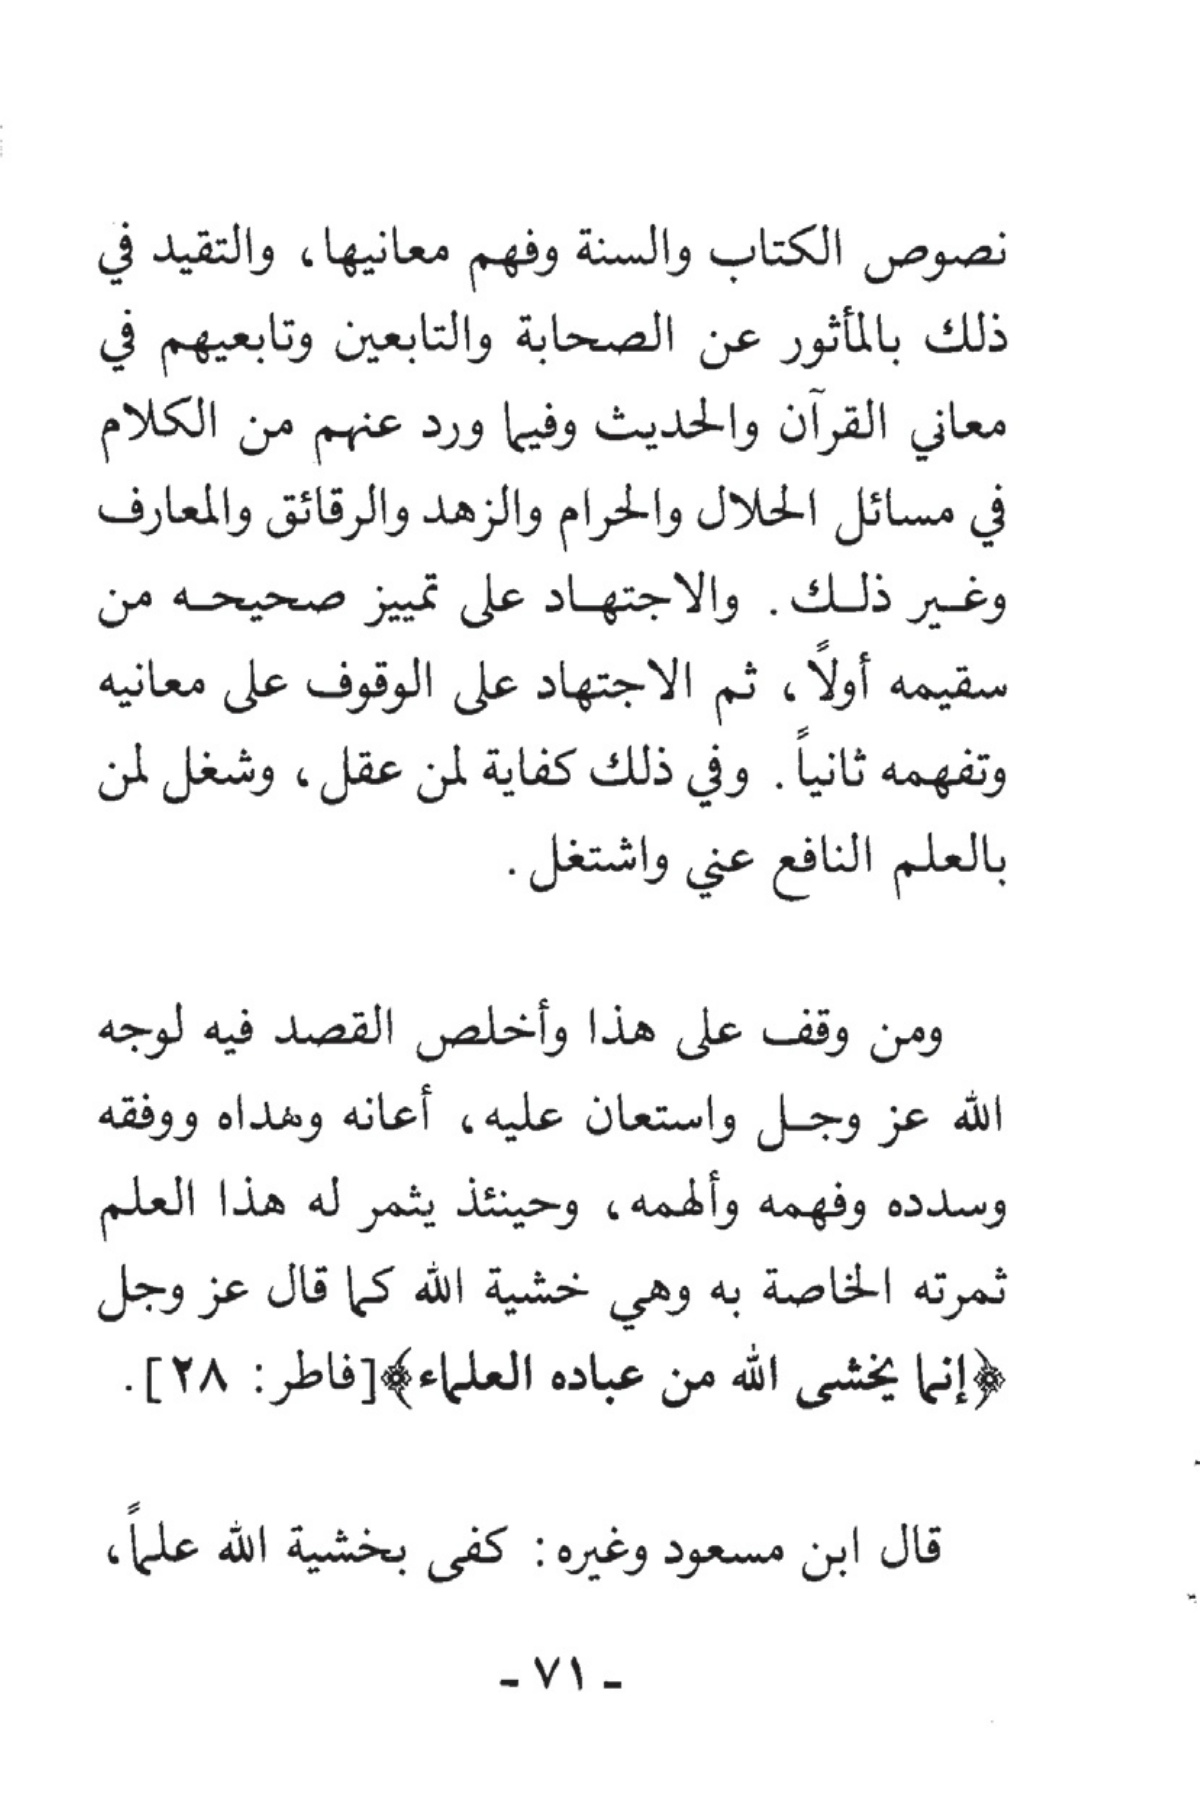 نصوص الكتاب والسنة وفهم معانيها، والتقيد في
ذلك بالمأثور عن الصحابة والتابعين وتابعيهم في
معاني القرآن والحديث وفيما ورد عنهم من الكلام
في مسائل الحلال والحرام والزهد والرقائق والمعارف
وغير ذلك. والاجتهاد على تمييز صحيحه من
سقيمه أولاً، ثم الاجتهاد على الوقوف على معانيه
وتفهمه ثانياً. وفي ذلك كفاية لمن عقل، وشغل لمن
بالعلم النافع عني واشتغل.
ومن وقف على هذا وأخلص القصد فيه لوجه
الله عز وجل واستعان عليه، أعانه وهداه ووفقه
وسدده وفهمه وألهمه، وحينئذ يثمر له هذا العلم
ثمرته الخاصة به وهي خشية الله كما قال عز وجل
﴿إنما يخشى الله من عباده العلماء﴾[فاطر: ٢٨].
قال ابن مسعود وغيره: كفى بخشية الله علماً،
- ٧١ -